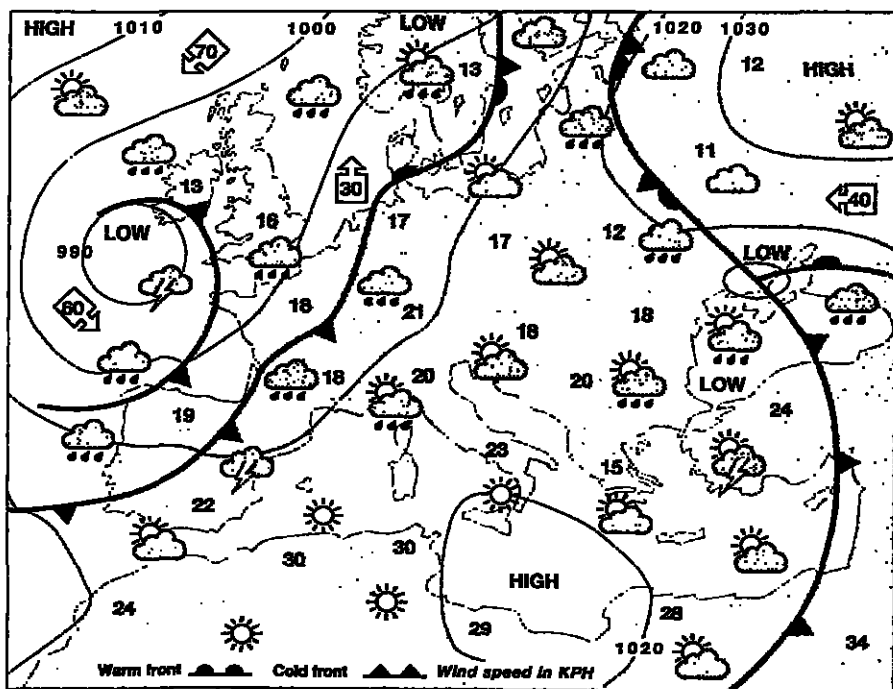 HIGH 1010 1000 LOW 1020 1030
70
13 12 HIGH
11
13 30 40
16 17
LOW 17 12
990 LOW
60 18 21
18 18
18 20 20 LOW
19 24
23
15
22
30 30
HIGH
24 28
29
1020 34
Warm front Cold front Wind speed in KPH